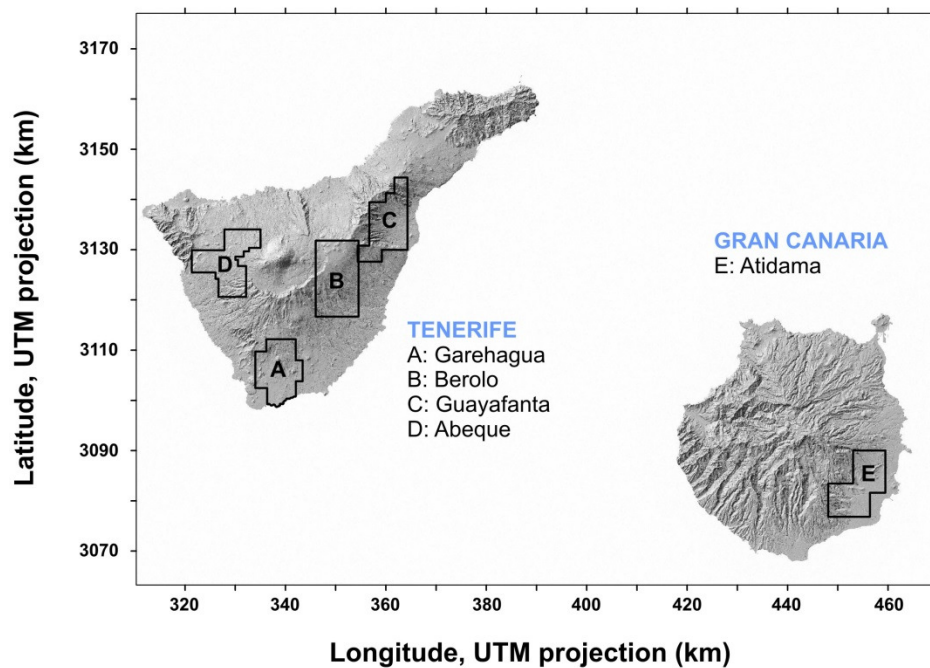 Latitude, UTM projection (km)
3170
3150
3130
3110
3090
3070
C
D
B
A
E
GRAN CANARIA
E: Atidama
TENERIFE
A: Garehagua
B: Berolo
C: Guayafanta
D: Abeque
320
340
360
380
400
420
440
460
Longitude, UTM projection (km)